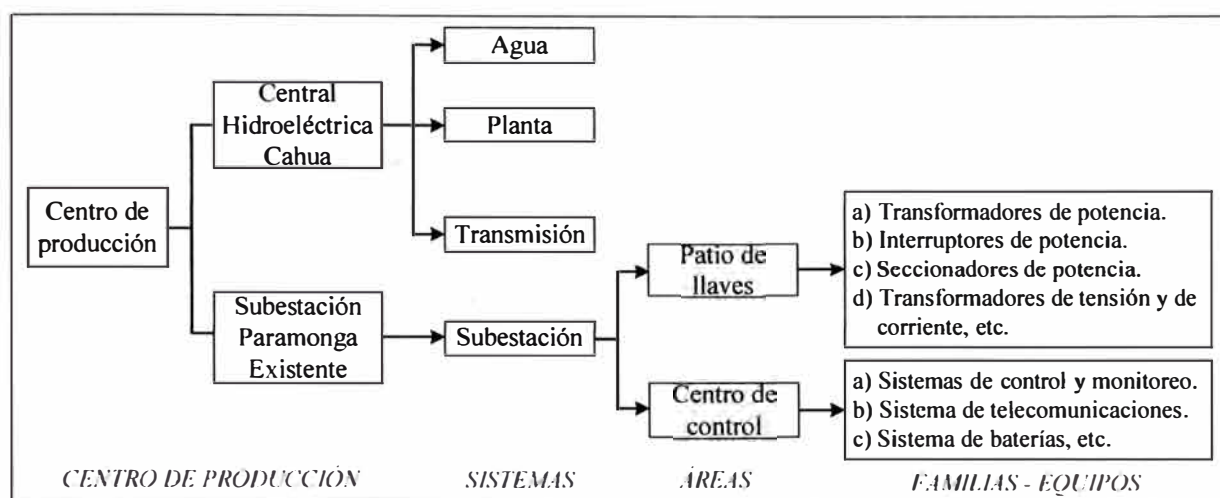 Agua
Central
Hidroeléctrica
Cahua
Planta
Centro de
producción
Transmisión
Subestación
Paramonga
Existente
Subestación
Patio de
llaves
a) Transformadores de potencia.
b) Interruptores de potencia.
c) Seccionadores de potencia.
d) Transformadores de tensión y de
corriente, etc.
Centro de
control
a) Sistemas de control y monitoreo.
b) Sistema de telecomunicaciones.
c) Sistema de baterías, etc.
CENTRO DE PRODUCCIÓN
SISTEMAS
ÁREAS
FAMILIAS - EQUIPOS